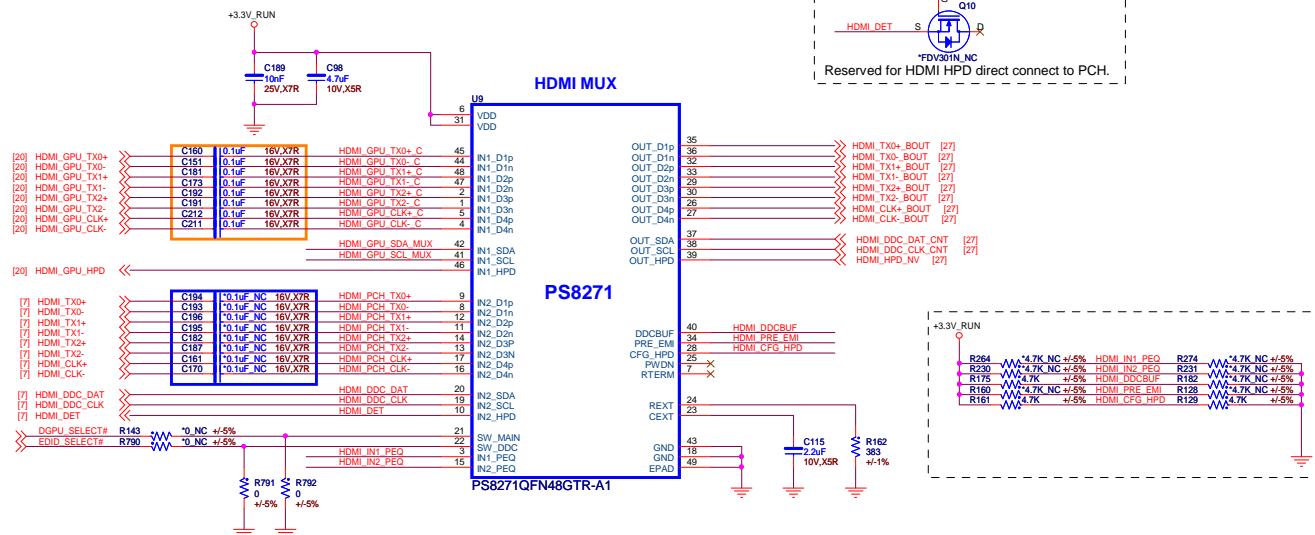 +3.3V_RUN
C189
10nF
25V,X7R
C98
4.7uF
10V,X5R
HDMI_DET
S
D
Q10
*FDV301N_NC
Reserved for HDMI HPD direct connect to PCH.
HDMI MUX
U9
PS8271
PS8271QFN48GTR-A1
6 VDD
31 VDD
[20] HDMI_GPU_TX0+ C160 0.1uF 16V,X7R HDMI_GPU_TX0+_C 45 IN1_D1p
[20] HDMI_GPU_TX0- C151 0.1uF 16V,X7R HDMI_GPU_TX0-_C 44 IN1_D1n
[20] HDMI_GPU_TX1+ C181 0.1uF 16V,X7R HDMI_GPU_TX1+_C 48 IN1_D2p
[20] HDMI_GPU_TX1- C173 0.1uF 16V,X7R HDMI_GPU_TX1-_C 47 IN1_D2n
[20] HDMI_GPU_TX2+ C192 0.1uF 16V,X7R HDMI_GPU_TX2+_C 2 IN1_D3p
[20] HDMI_GPU_TX2- C191 0.1uF 16V,X7R HDMI_GPU_TX2-_C 1 IN1_D3n
[20] HDMI_GPU_CLK+ C212 0.1uF 16V,X7R HDMI_GPU_CLK+_C 5 IN1_D4p
[20] HDMI_GPU_CLK- C211 0.1uF 16V,X7R HDMI_GPU_CLK-_C 4 IN1_D4n
HDMI_GPU_SDA_MUX 42 IN1_SDA
HDMI_GPU_SCL_MUX 41 IN1_SCL
[20] HDMI_GPU_HPD 46 IN1_HPD
[7] HDMI_TX0+ C194 *0.1uF_NC 16V,X7R HDMI_PCH_TX0+ 9 IN2_D1p
[7] HDMI_TX0- C193 *0.1uF_NC 16V,X7R HDMI_PCH_TX0- 8 IN2_D1n
[7] HDMI_TX1+ C196 *0.1uF_NC 16V,X7R HDMI_PCH_TX1+ 12 IN2_D2p
[7] HDMI_TX1- C195 *0.1uF_NC 16V,X7R HDMI_PCH_TX1- 11 IN2_D2n
[7] HDMI_TX2+ C182 *0.1uF_NC 16V,X7R HDMI_PCH_TX2+ 14 IN2_D3P
[7] HDMI_TX2- C187 *0.1uF_NC 16V,X7R HDMI_PCH_TX2- 13 IN2_D3N
[7] HDMI_CLK+ C161 *0.1uF_NC 16V,X7R HDMI_PCH_CLK+ 17 IN2_D4p
[7] HDMI_CLK- C170 *0.1uF_NC 16V,X7R HDMI_PCH_CLK- 16 IN2_D4n
[7] HDMI_DDC_DAT HDMI_DDC_DAT 20 IN2_SDA
[7] HDMI_DDC_CLK HDMI_DDC_CLK 19 IN2_SCL
[7] HDMI_DET HDMI_DET 10 IN2_HPD
DGPU_SELECT# R143 *0_NC +/-5% 21 SW_MAIN
EDID_SELECT# R790 *0_NC +/-5% 22 SW_DDC
HDMI_IN1_PEQ 3 IN1_PEQ
HDMI_IN2_PEQ 15 IN2_PEQ
R791
0
+/-5%
R792
0
+/-5%
OUT_D1p 35 HDMI_TX0+_BOUT [27]
OUT_D1n 36 HDMI_TX0-_BOUT [27]
OUT_D2p 32 HDMI_TX1+_BOUT [27]
OUT_D2n 33 HDMI_TX1-_BOUT [27]
OUT_D3p 29 HDMI_TX2+_BOUT [27]
OUT_D3n 30 HDMI_TX2-_BOUT [27]
OUT_D4p 26 HDMI_CLK+_BOUT [27]
OUT_D4n 27 HDMI_CLK-_BOUT [27]
OUT_SDA 37 HDMI_DDC_DAT_CNT [27]
OUT_SCL 38 HDMI_DDC_CLK_CNT [27]
OUT_HPD 39 HDMI_HPD_NV [27]
DDCBUF 40 HDMI_DDCBUF
PRE_EMI 34 HDMI_PRE_EMI
CFG_HPD 28 HDMI_CFG_HPD
PWDN 25
RTERM 7
REXT 24
CEXT 23
GND 43
GND 18
EPAD 49
C115
2.2uF
10V,X5R
R162
383
+/-1%
+3.3V_RUN
R264 *4.7K_NC +/-5% HDMI_IN1_PEQ R274 *4.7K_NC +/-5%
R230 *4.7K_NC +/-5% HDMI_IN2_PEQ R231 *4.7K_NC +/-5%
R175 4.7K +/-5% HDMI_DDCBUF R182 *4.7K_NC +/-5%
R160 *4.7K_NC +/-5% HDMI_PRE_EMI R128 *4.7K_NC +/-5%
R161 4.7K +/-5% HDMI_CFG_HPD R129 4.7K +/-5%